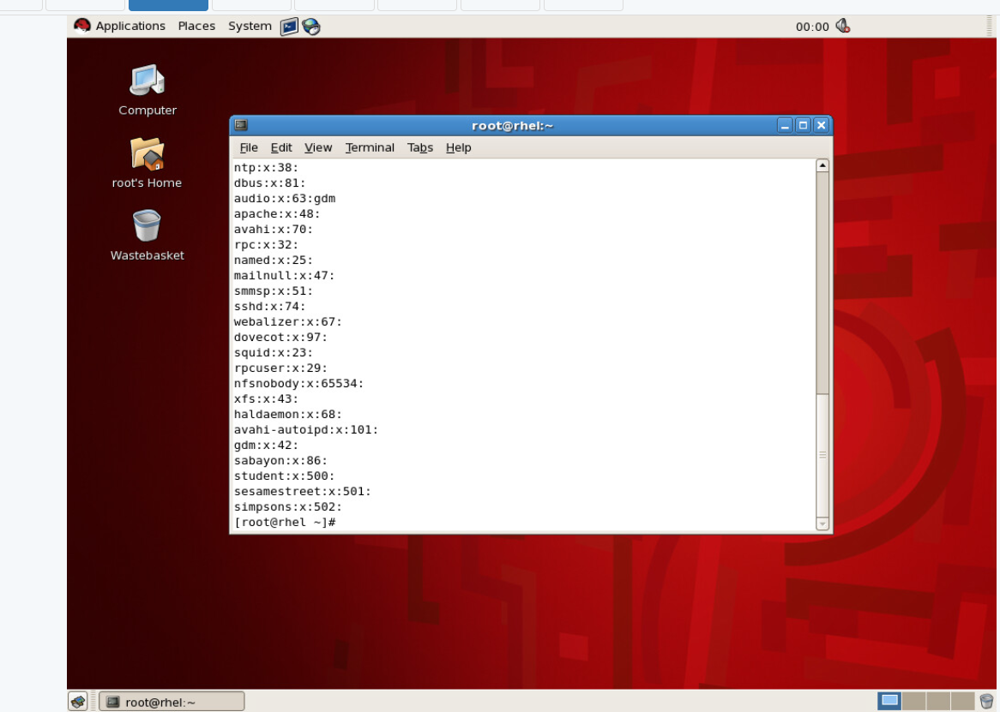 Applications Places System
00:00
Computer
root's Home
Wastebasket
root@rhel:~
File Edit View Terminal Tabs Help
ntp:x:38:
dbus:x:81:
audio:x:63:gdm
apache:x:48:
avahi:x:70:
rpc:x:32:
named:x:25:
mailnull:x:47:
smmsp:x:51:
sshd:x:74:
webalizer:x:67:
dovecot:x:97:
squid:x:23:
rpcuser:x:29:
nfsnobody:x:65534:
xfs:x:43:
haldaemon:x:68:
avahi-autoipd:x:101:
gdm:x:42:
sabayon:x:86:
student:x:500:
sesamestreet:x:501:
simpsons:x:502:
[root@rhel ~]#
root@rhel:~